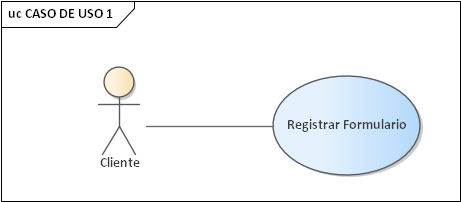 uc CASO DE USO 1
Registrar Formulario
Cliente